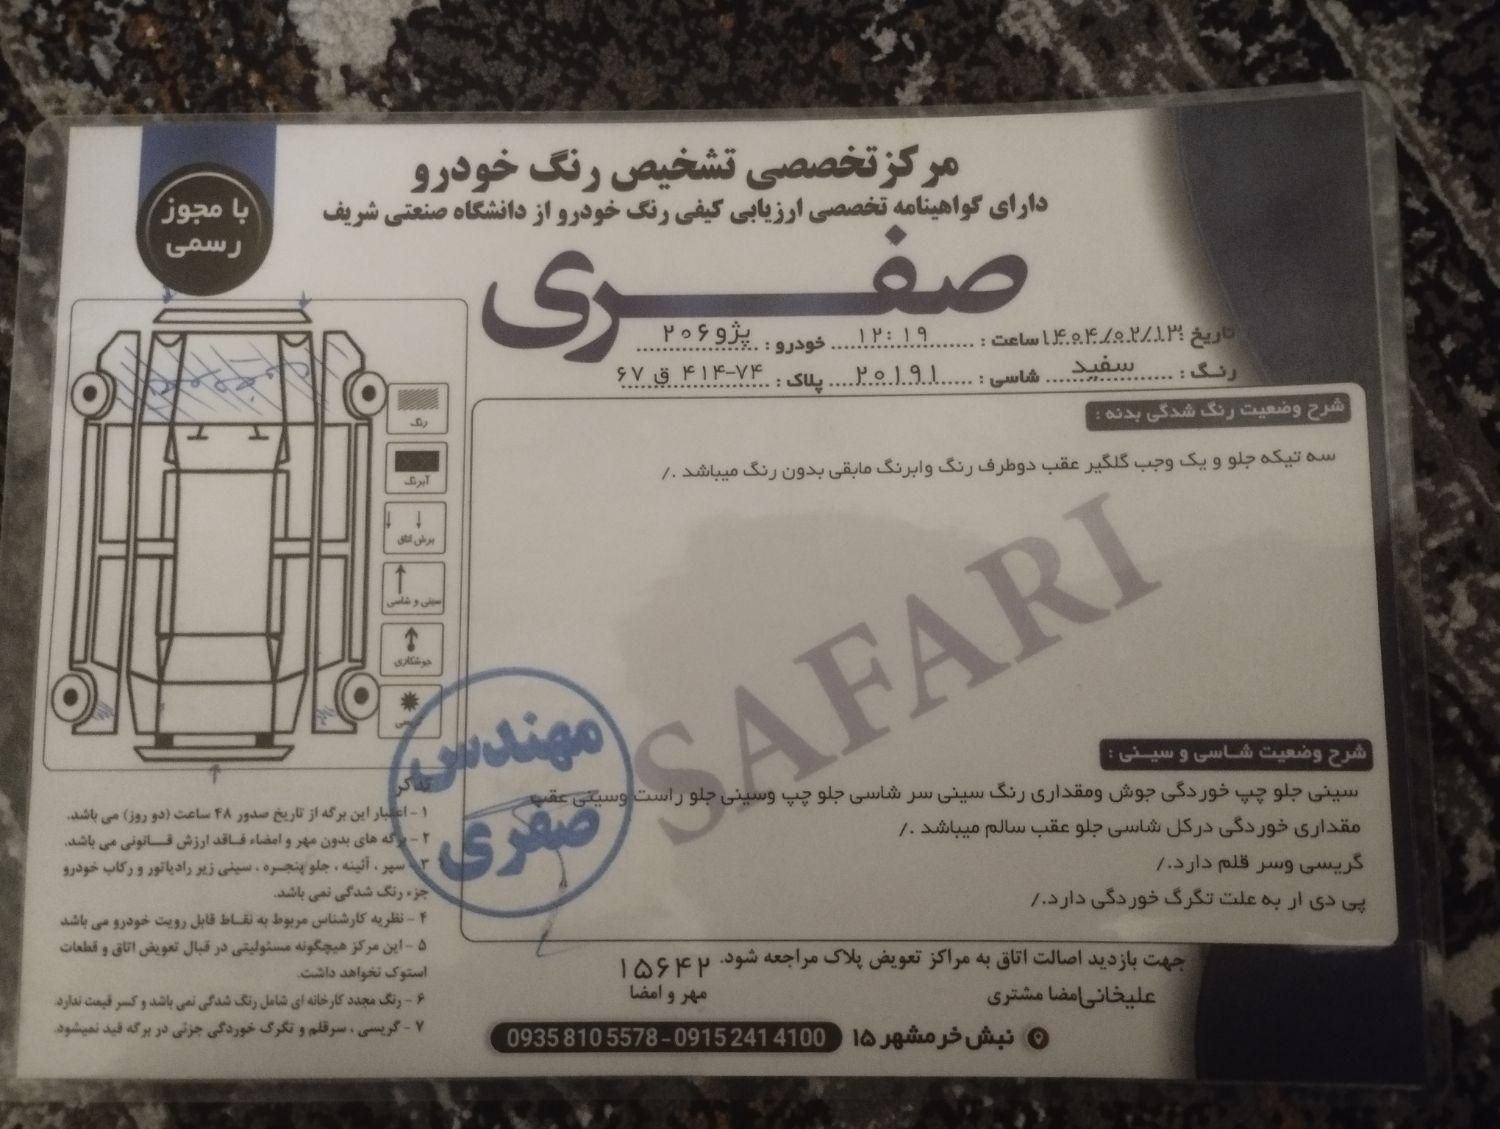 با مجوز
رسمی
مرکز تخصصی تشخیص رنگ خودرو
دارای گواهینامه تخصصی ارزیابی کیفی رنگ خودرو از دانشگاه صنعتی شریف
صفری
تاریخ : ۱۴۰۴/۰۲/۱۳ ساعت : ۱۲:۱۹ خودرو : پژو ۲۰۶
رنگ : سفید شاسی : ۲۰۱۹۱ پلاک : ۷۴-۴۱۴ ق ۶۷
شرح وضعیت رنگ شدگی بدنه :
سه تیکه جلو و یک وجب گلگیر عقب دوطرف رنگ وابرنگ مابقی بدون رنگ میباشد ./
رنگ
آبرنگ
برش اتاق
سینی و شاسی
جوشکاری
SAFARI
شرح وضعیت شاسی و سینی :
سینی جلو چپ خوردگی جوش ومقداری رنگ سینی سر شاسی جلو چپ وسینی جلو راست وسینی عقب
مقداری خوردگی درکل شاسی جلو عقب سالم میباشد ./
گریسی وسر قلم دارد./
پی دی ار به علت تگرگ خوردگی دارد./
مهندس
صفری
تذکر
۱ - اعتبار این برگه از تاریخ صدور ۴۸ ساعت (دو روز) می باشد.
۲ - برگه های بدون مهر و امضاء فاقد ارزش قـــانونی می باشد.
۳ - سپر ، آئینه ، جلو پنجـره ، سینی زیر رادیاتور و رکاب خودرو
جزء رنگ شدگی نمی باشد.
۴ - نظریه کارشناس مربوط به نقـاط قابل رویت خودرو می باشد
۵ - این مرکز هیچگونه مسئولیتی در قبال تعویض اتاق و قطعات
استوک نخواهد داشت.
۶ - رنگ مجدد کارخانه ای شامل رنگ شدگی نمی باشد و کسر قیمت ندارد.
۷ - گریسی ، سرقلم و تگرگ خوردگی جزئی در برگه قید نمیشود.
جهت بازدید اصالت اتاق به مراکز تعویض پلاک مراجعه شود.
۱۵۶۴۲
مهر و امضا
علیخانی امضا مشتری
نبش خرمشهر ۱۵
0935 810 5578 - 0915 241 4100